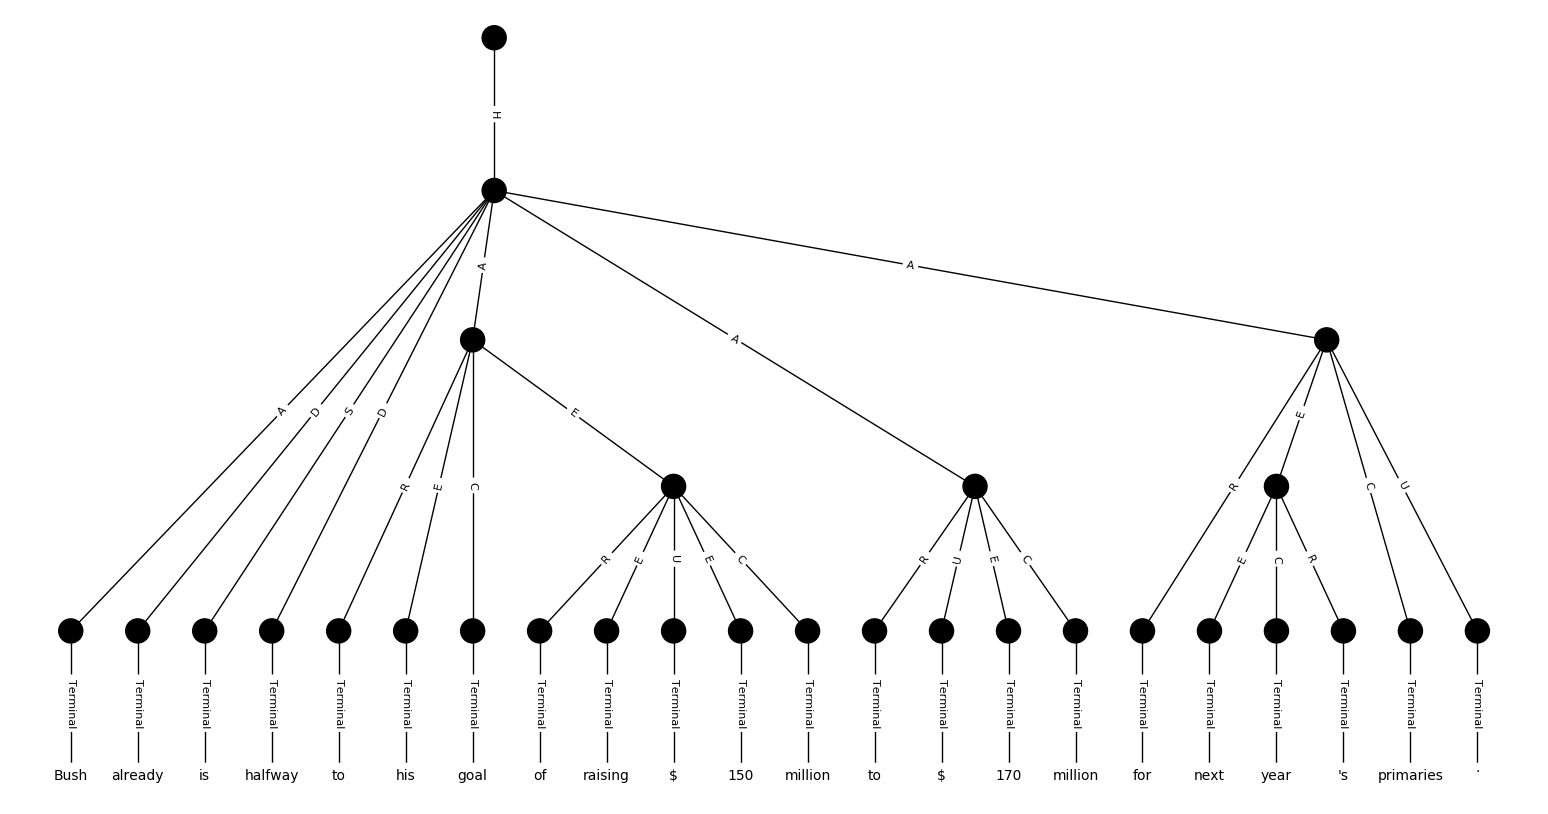 H
A
A
A
A
D
S
D
E
E
R
E
C
R
C
U
R
E
U
E
C
R
U
E
C
E
C
R
Terminal Terminal Terminal Terminal Terminal Terminal Terminal Terminal Terminal Terminal Terminal Terminal Terminal Terminal Terminal Terminal Terminal Terminal Terminal Terminal Terminal Terminal
Bush already is halfway to his goal of raising $ 150 million to $ 170 million for next year 's primaries .